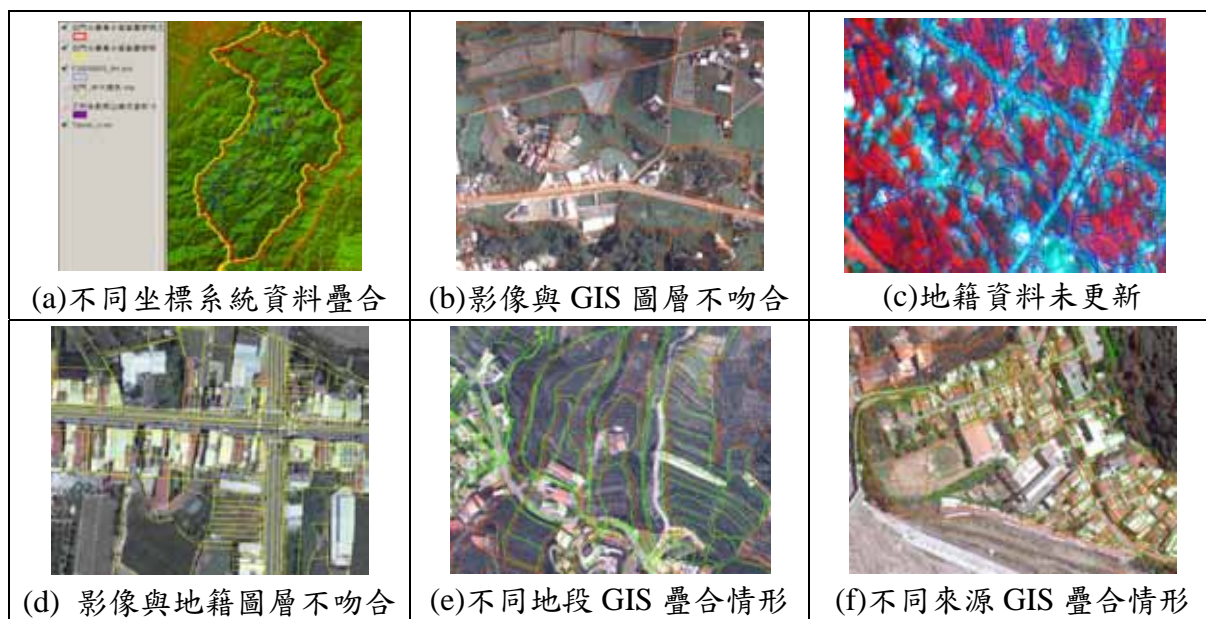 (a)不同坐標系統資料疊合
(b)影像與 GIS 圖層不吻合
(c)地籍資料未更新
(d) 影像與地籍圖層不吻合
(e)不同地段 GIS 疊合情形
(f)不同來源 GIS 疊合情形